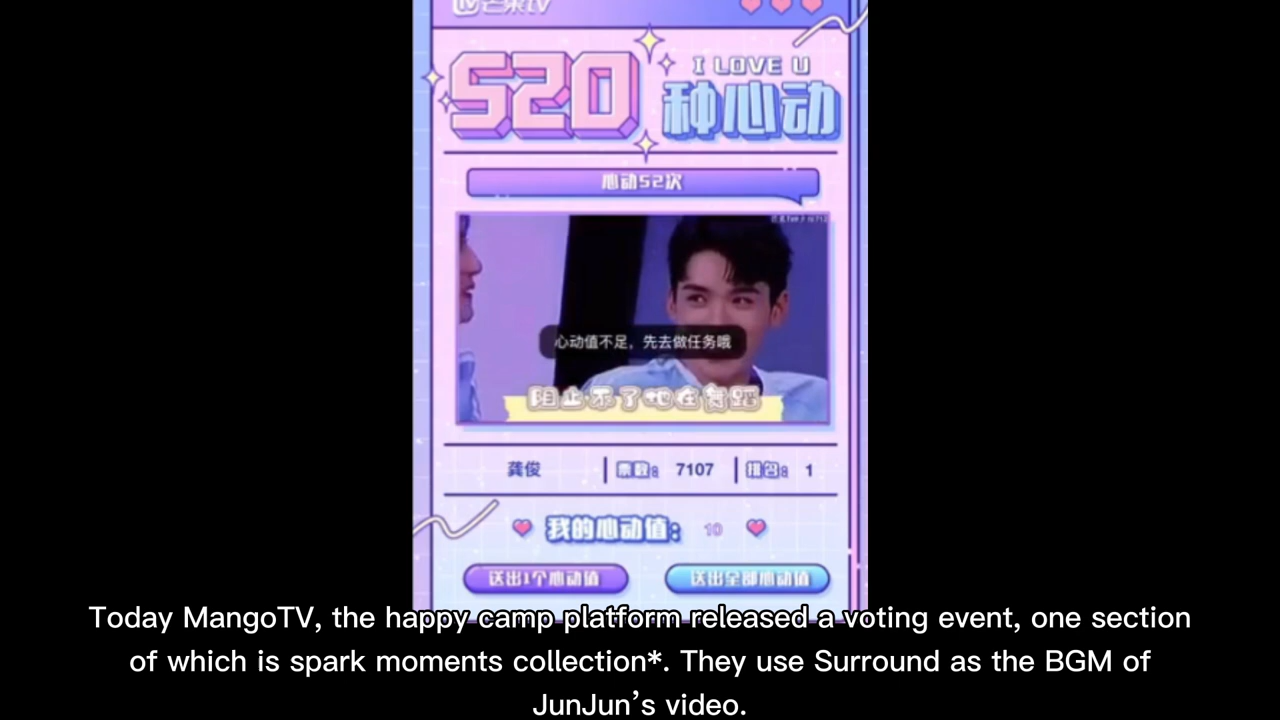 芒果TV
520
I LOVE U
种心动
心动52次
心动值不足，先去做任务哦
阻止不了她在舞蹈
龚俊 票数: 7107 排名: 1
我的心动值: 10
送出1个心动值 送出全部心动值
Today MangoTV, the happy camp platform released a voting event, one section
of which is spark moments collection*. They use Surround as the BGM of
JunJun’s video.